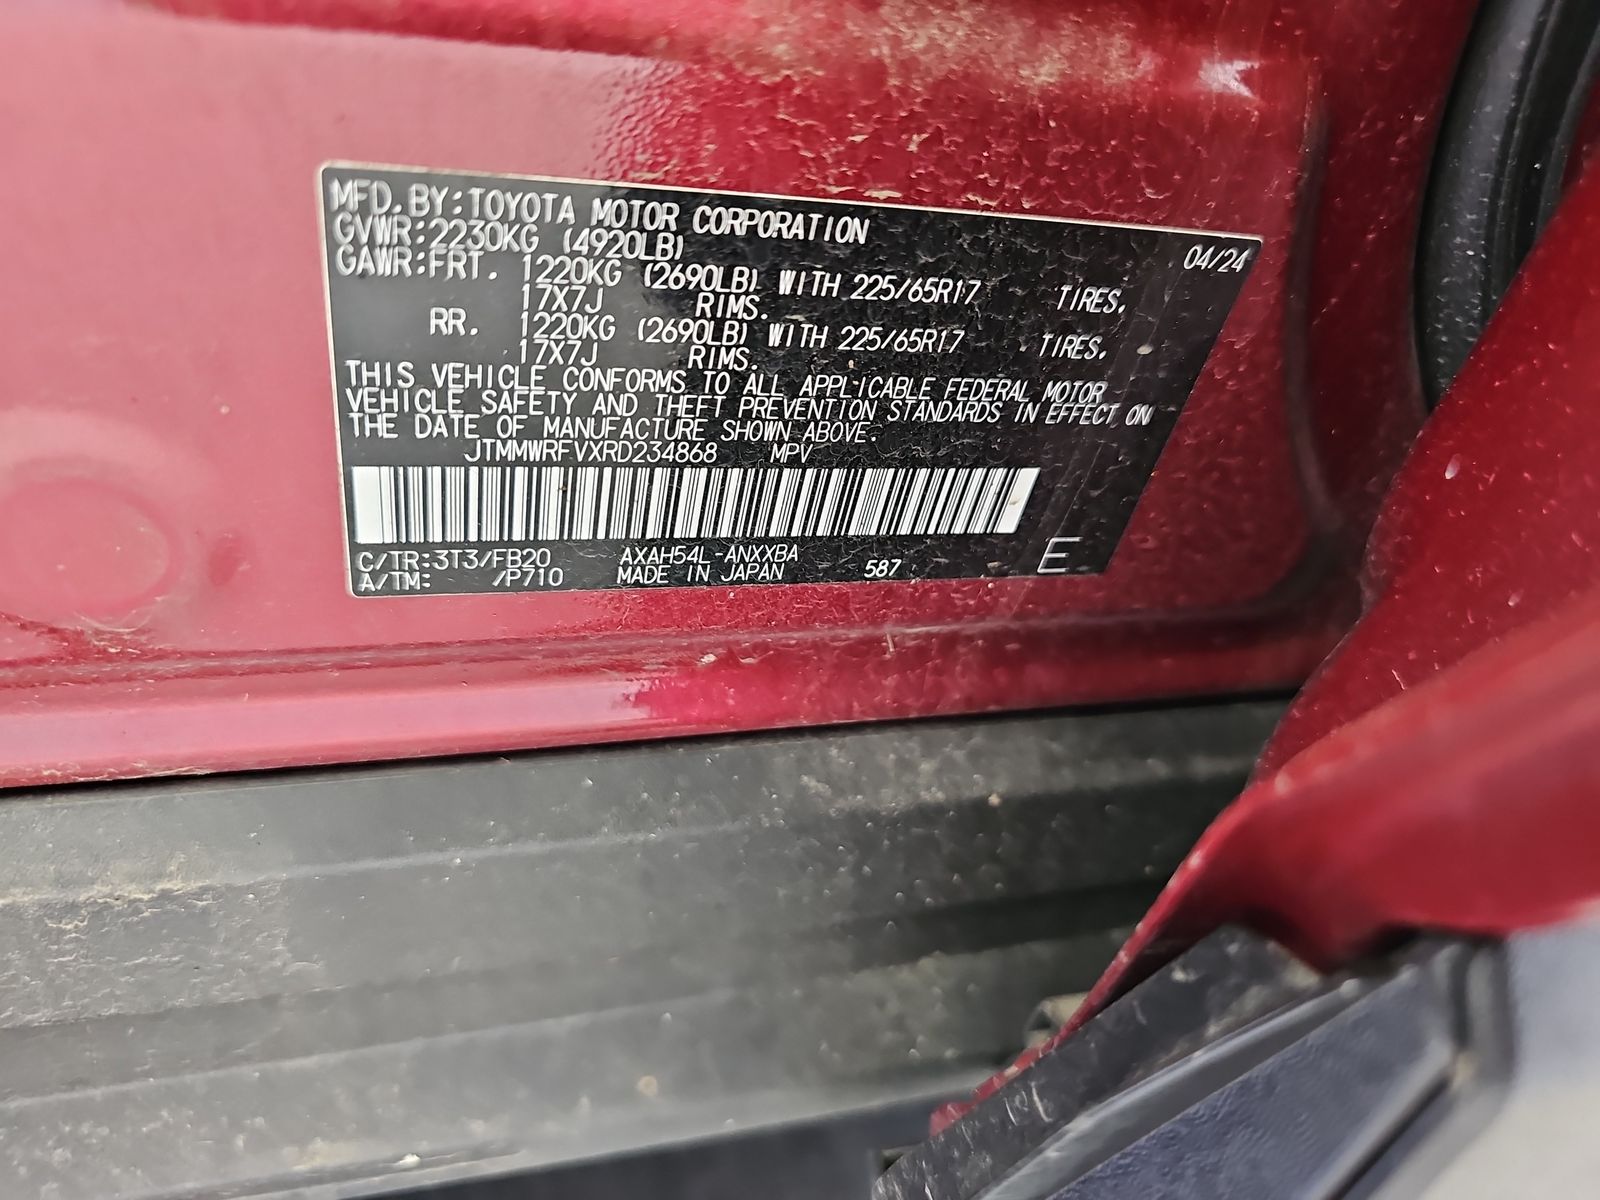 MFD. BY: TOYOTA MOTOR CORPORATION 04/24
GVWR: 2230KG (4920LB)
GAWR: FRT. 1220KG (2690LB) WITH 225/65R17 TIRES.
17X7J RIMS.
RR. 1220KG (2690LB) WITH 225/65R17 TIRES.
17X7J RIMS.
THIS VEHICLE CONFORMS TO ALL APPLICABLE FEDERAL MOTOR
VEHICLE SAFETY AND THEFT PREVENTION STANDARDS IN EFFECT ON
THE DATE OF MANUFACTURE SHOWN ABOVE.
JTMMWRFVXRD234868 MPV
C/TR: 3T3/FB20 AXAH54L-ANXXBA
A/TM: /P710 MADE IN JAPAN 587 E